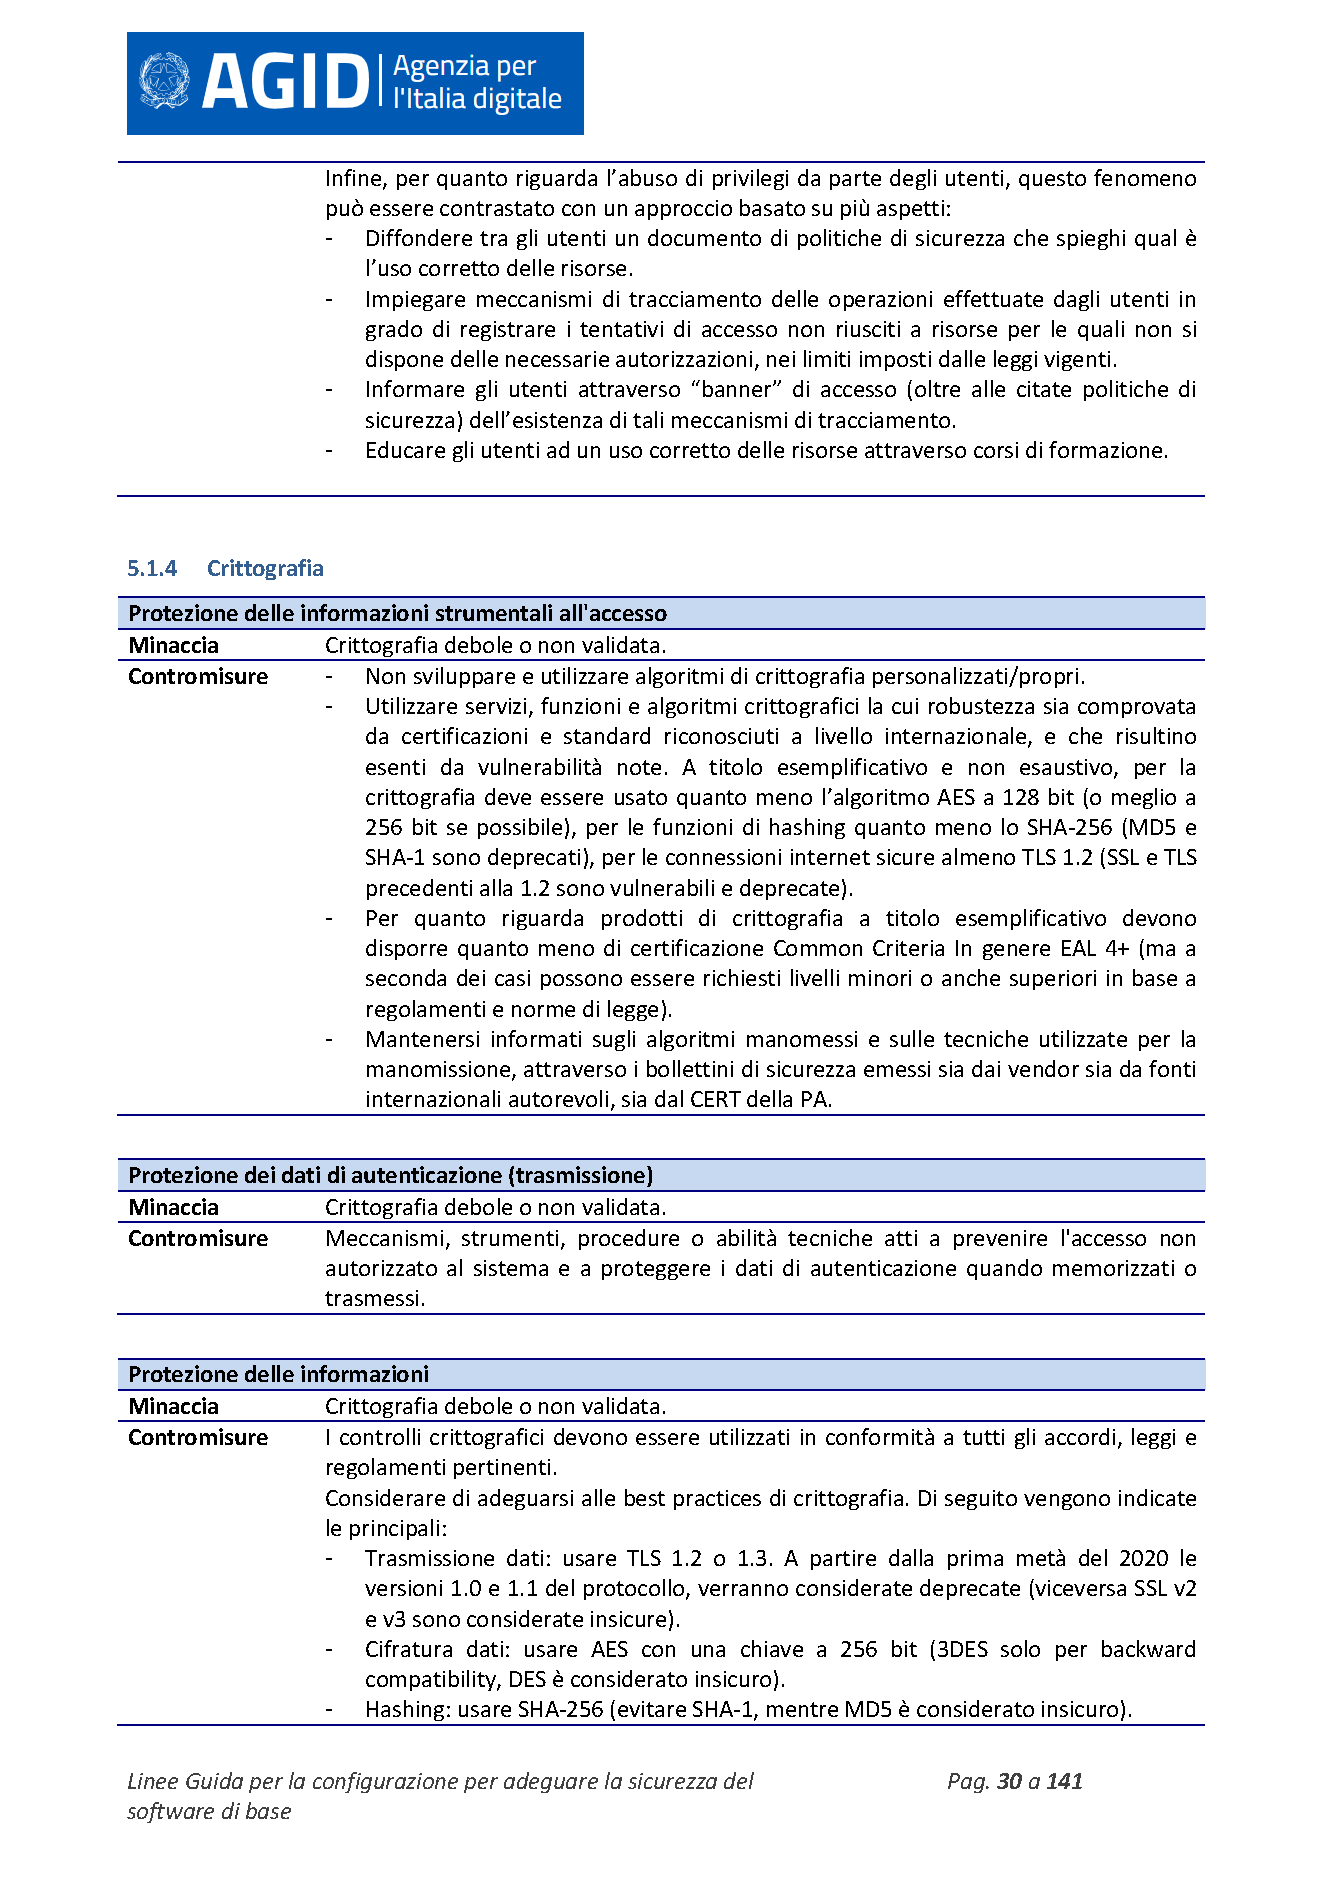 AGID Agenzia per
l'Italia digitale
Infine, per quanto riguarda l’abuso di privilegi da parte degli utenti, questo fenomeno
può essere contrastato con un approccio basato su più aspetti:
- Diffondere tra gli utenti un documento di politiche di sicurezza che spieghi qual è
l’uso corretto delle risorse.
- Impiegare meccanismi di tracciamento delle operazioni effettuate dagli utenti in
grado di registrare i tentativi di accesso non riusciti a risorse per le quali non si
dispone delle necessarie autorizzazioni, nei limiti imposti dalle leggi vigenti.
- Informare gli utenti attraverso “banner” di accesso (oltre alle citate politiche di
sicurezza) dell’esistenza di tali meccanismi di tracciamento.
- Educare gli utenti ad un uso corretto delle risorse attraverso corsi di formazione.
5.1.4 Crittografia
Protezione delle informazioni strumentali all'accesso
Minaccia Crittografia debole o non validata.
Contromisure - Non sviluppare e utilizzare algoritmi di crittografia personalizzati/propri.
- Utilizzare servizi, funzioni e algoritmi crittografici la cui robustezza sia comprovata
da certificazioni e standard riconosciuti a livello internazionale, e che risultino
esenti da vulnerabilità note. A titolo esemplificativo e non esaustivo, per la
crittografia deve essere usato quanto meno l’algoritmo AES a 128 bit (o meglio a
256 bit se possibile), per le funzioni di hashing quanto meno lo SHA-256 (MD5 e
SHA-1 sono deprecati), per le connessioni internet sicure almeno TLS 1.2 (SSL e TLS
precedenti alla 1.2 sono vulnerabili e deprecate).
- Per quanto riguarda prodotti di crittografia a titolo esemplificativo devono
disporre quanto meno di certificazione Common Criteria In genere EAL 4+ (ma a
seconda dei casi possono essere richiesti livelli minori o anche superiori in base a
regolamenti e norme di legge).
- Mantenersi informati sugli algoritmi manomessi e sulle tecniche utilizzate per la
manomissione, attraverso i bollettini di sicurezza emessi sia dai vendor sia da fonti
internazionali autorevoli, sia dal CERT della PA.
Protezione dei dati di autenticazione (trasmissione)
Minaccia Crittografia debole o non validata.
Contromisure Meccanismi, strumenti, procedure o abilità tecniche atti a prevenire l'accesso non
autorizzato al sistema e a proteggere i dati di autenticazione quando memorizzati o
trasmessi.
Protezione delle informazioni
Minaccia Crittografia debole o non validata.
Contromisure I controlli crittografici devono essere utilizzati in conformità a tutti gli accordi, leggi e
regolamenti pertinenti.
Considerare di adeguarsi alle best practices di crittografia. Di seguito vengono indicate
le principali:
- Trasmissione dati: usare TLS 1.2 o 1.3. A partire dalla prima metà del 2020 le
versioni 1.0 e 1.1 del protocollo, verranno considerate deprecate (viceversa SSL v2
e v3 sono considerate insicure).
- Cifratura dati: usare AES con una chiave a 256 bit (3DES solo per backward
compatibility, DES è considerato insicuro).
- Hashing: usare SHA-256 (evitare SHA-1, mentre MD5 è considerato insicuro).
Linee Guida per la configurazione per adeguare la sicurezza del Pag. 30 a 141
software di base